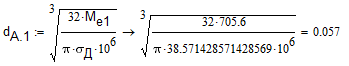 d_A.1 := ∛(32·M_e1 / (π·σ_Д·10^6)) → ∛(32·705.6 / (π·38.571428571428569·10^6)) = 0.057